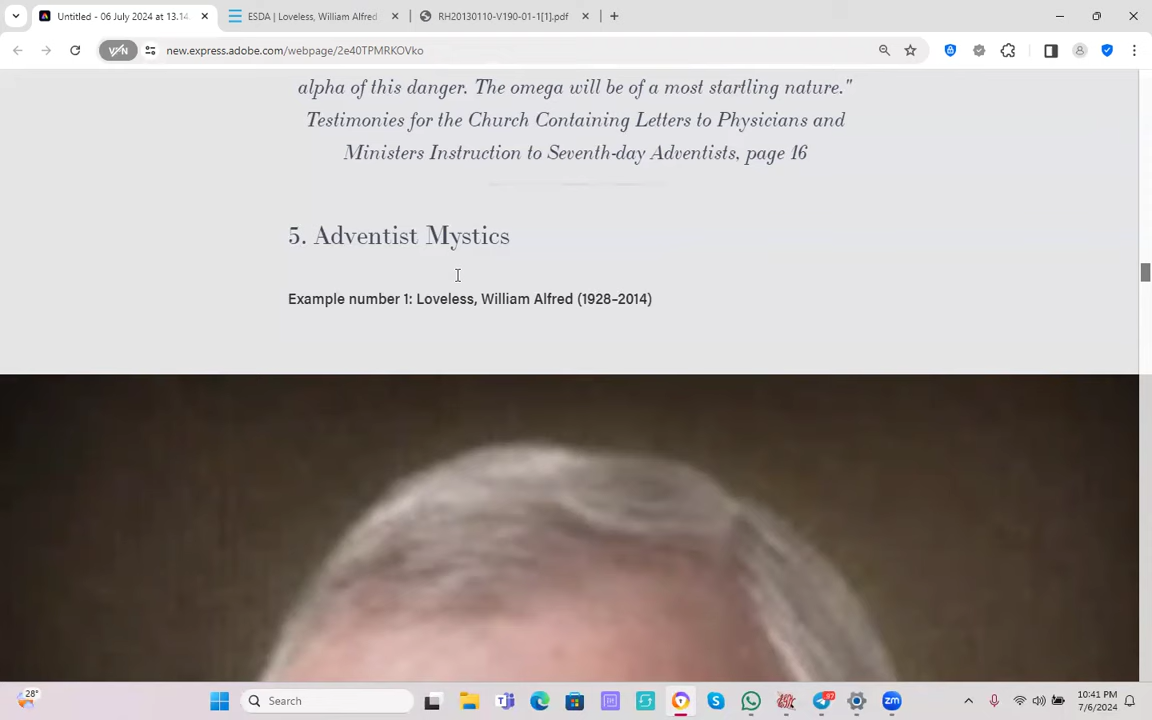 Untitled - 06 July 2024 at 13.14.
ESDA | Loveless, William Alfred
RH20130110-V190-01-1[1].pdf
VPN
new.express.adobe.com/webpage/2e40TPMRKOVko
alpha of this danger. The omega will be of a most startling nature."
Testimonies for the Church Containing Letters to Physicians and
Ministers Instruction to Seventh-day Adventists, page 16
5. Adventist Mystics
Example number 1: Loveless, William Alfred (1928–2014)
28°
Search
97
zm
10:41 PM
7/6/2024